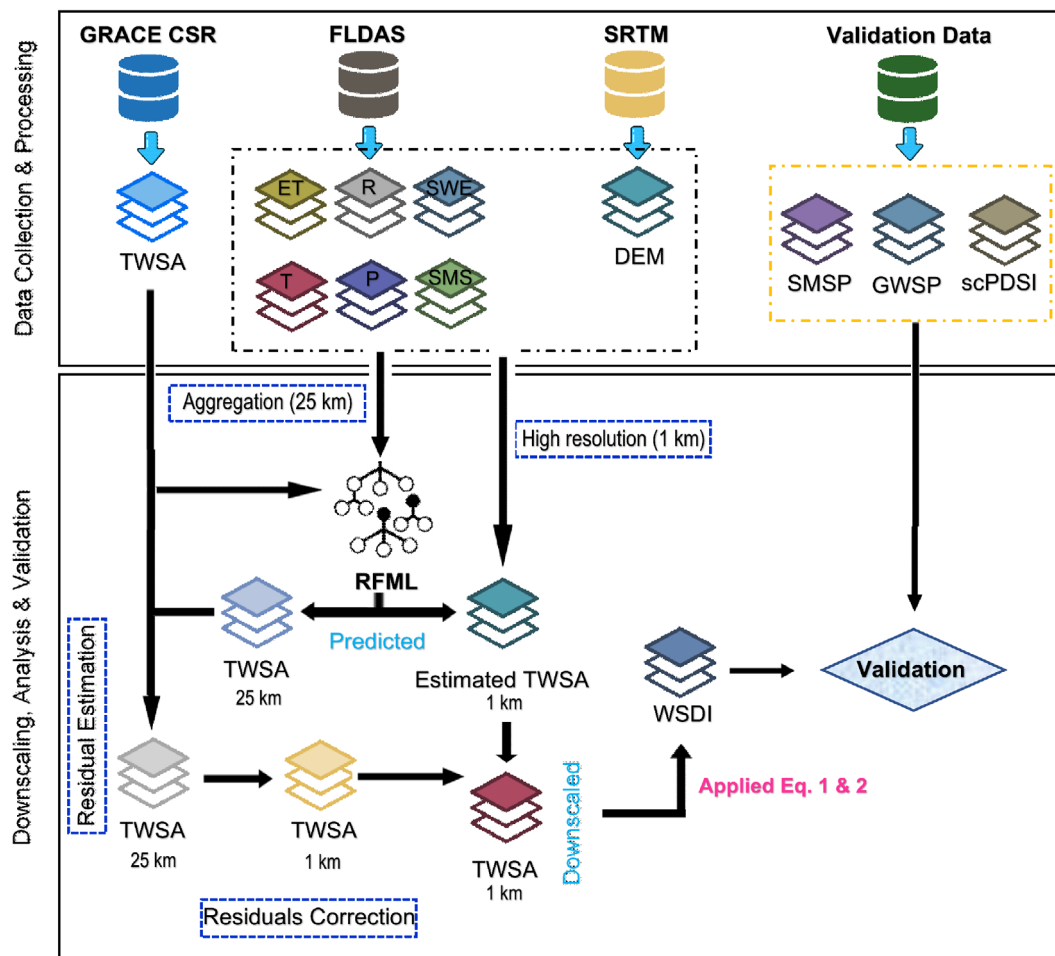 GRACE CSR
FLDAS
SRTM
Validation Data
Data Collection & Processing
ET
R
SWE
TWSA
DEM
SMSP
GWSP
scPDSI
T
P
SMS
Aggregation (25 km)
High resolution (1 km)
Downscaling, Analysis & Validation
RFML
Predicted
TWSA
25 km
Estimated TWSA
1 km
WSDI
Validation
Residual Estimation
TWSA
25 km
TWSA
1 km
TWSA
1 km
Downscaled
Applied Eq. 1 & 2
Residuals Correction